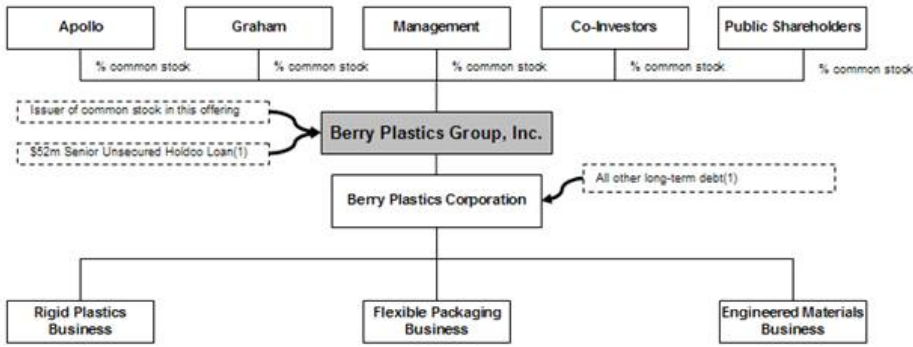 Apollo
Graham
Management
Co-Investors
Public Shareholders
% common stock
% common stock
% common stock
% common stock
% common stock
Issuer of common stock in this offering
$52m Senior Unsecured Holdco Loan(1)
Berry Plastics Group, Inc.
All other long-term debt(1)
Berry Plastics Corporation
Rigid Plastics
Business
Flexible Packaging
Business
Engineered Materials
Business